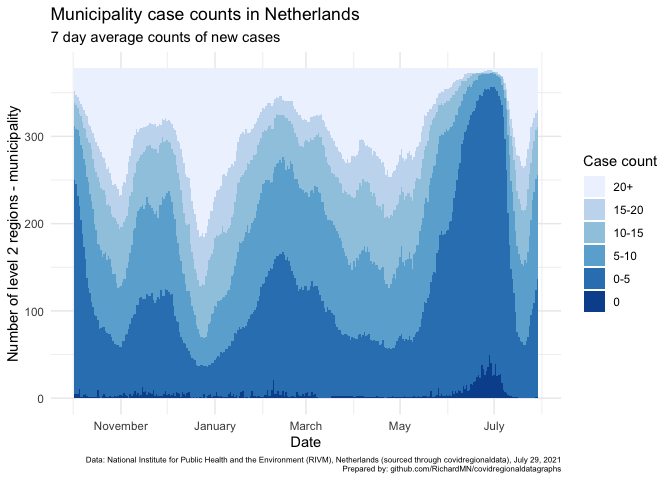 Municipality case counts in Netherlands
7 day average counts of new cases
Number of level 2 regions - municipality
300
200
100
0
November
January
March
May
July
Date
Case count
20+
15-20
10-15
5-10
0-5
0
Data: National Institute for Public Health and the Environment (RIVM), Netherlands (sourced through covidregionaldata), July 29, 2021
Prepared by: github.com/RichardMN/covidregionaldatagraphs